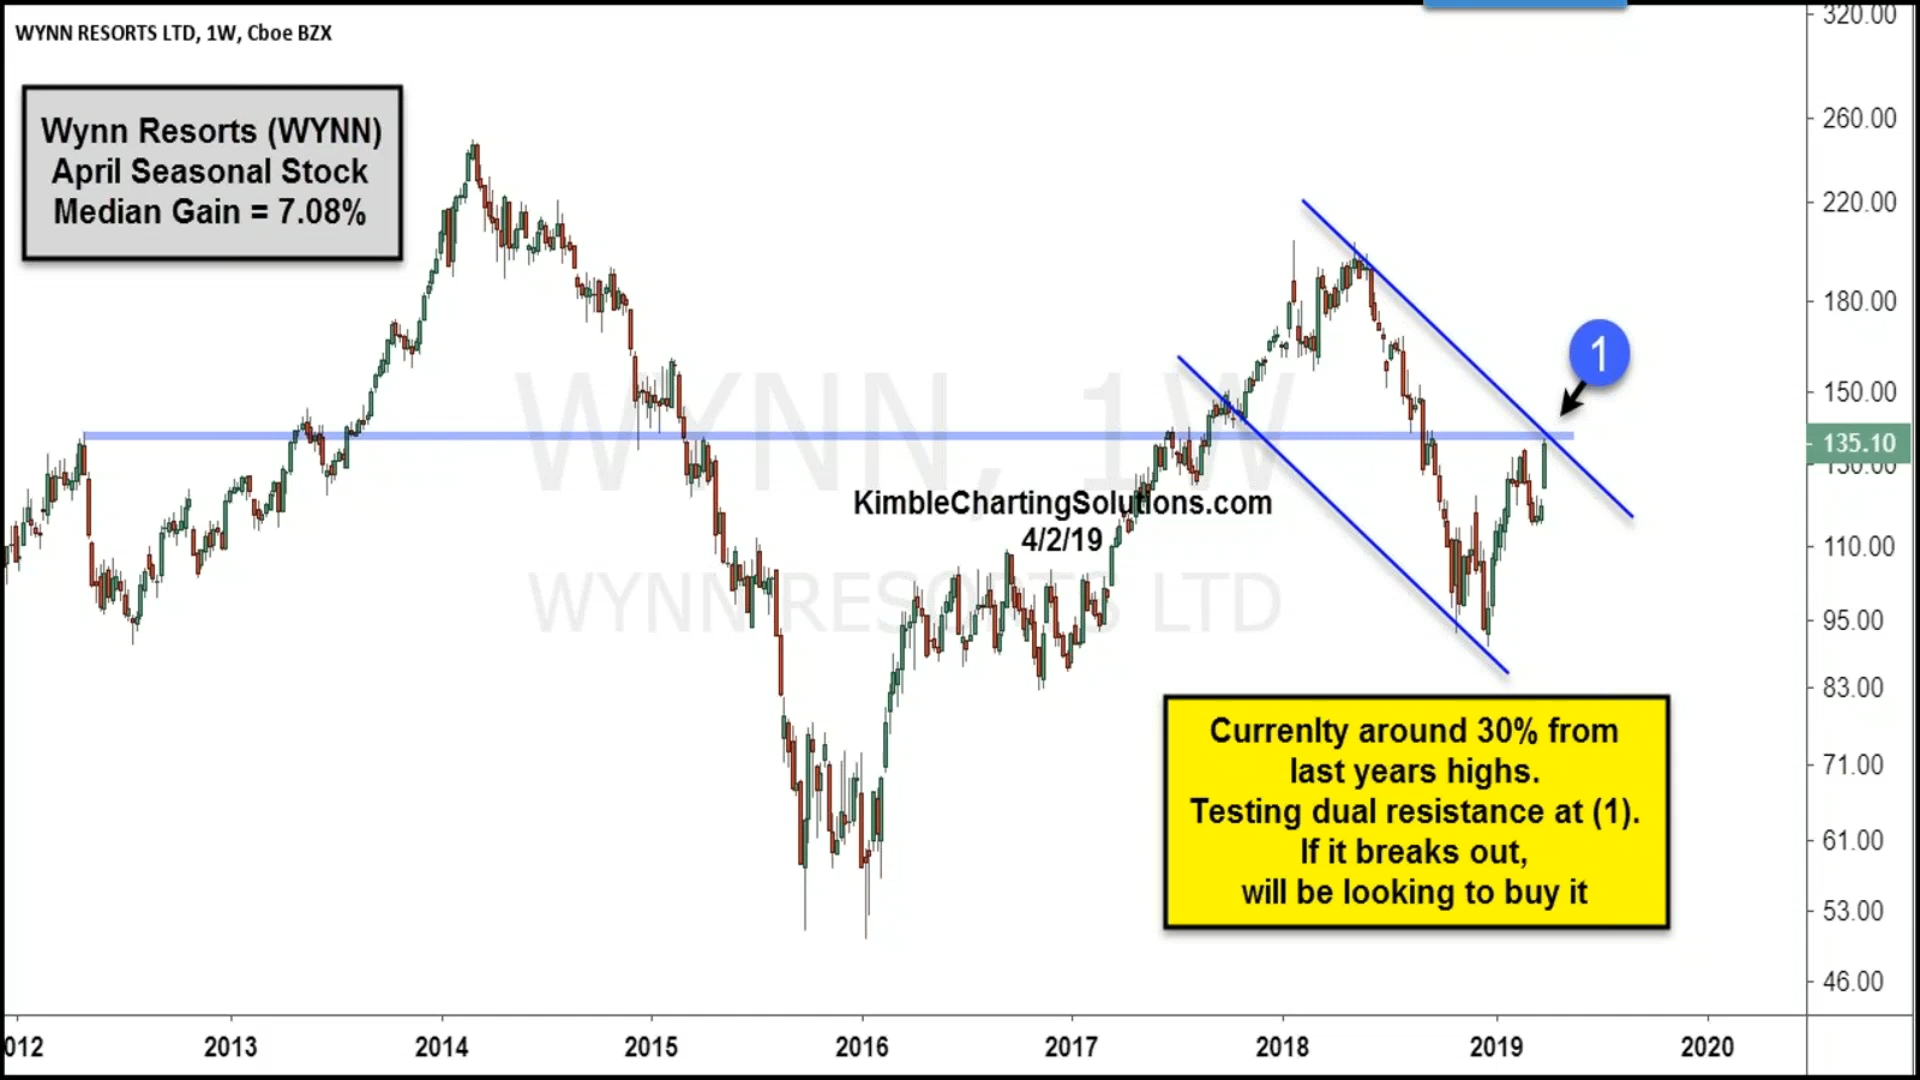 WYNN RESORTS LTD, 1W, Cboe BZX
Wynn Resorts (WYNN)
April Seasonal Stock
Median Gain = 7.08%
WYNN, 1W
WYNN RESORTS LTD
KimbleChartingSolutions.com
4/2/19
1
Currenlty around 30% from
last years highs.
Testing dual resistance at (1).
If it breaks out,
will be looking to buy it
320.00
260.00
220.00
180.00
150.00
135.10
130.00
110.00
95.00
83.00
71.00
61.00
53.00
46.00
012
2013
2014
2015
2016
2017
2018
2019
2020